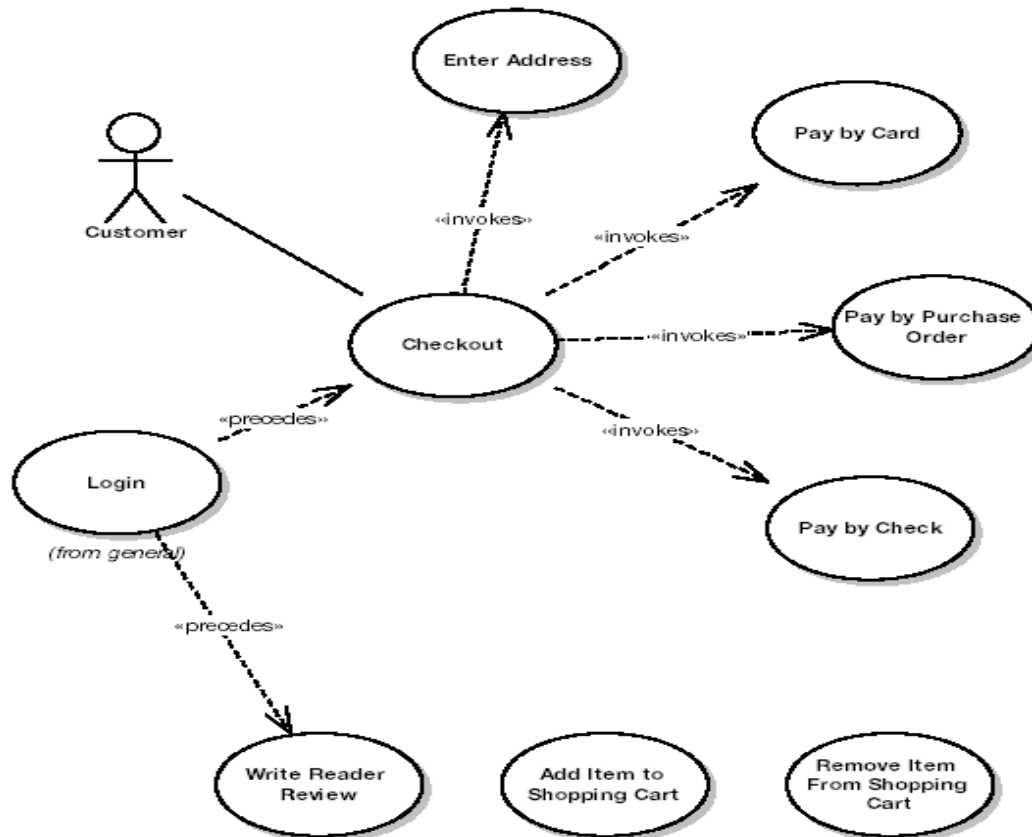 Enter Address
Pay by Card
Customer
«invokes»
«invokes»
Pay by Purchase
Order
«invokes»
Checkout
«precedes»
«invokes»
Login
(from general)
Pay by Check
«precedes»
Write Reader
Review
Add Item to
Shopping Cart
Remove Item
From Shopping
Cart